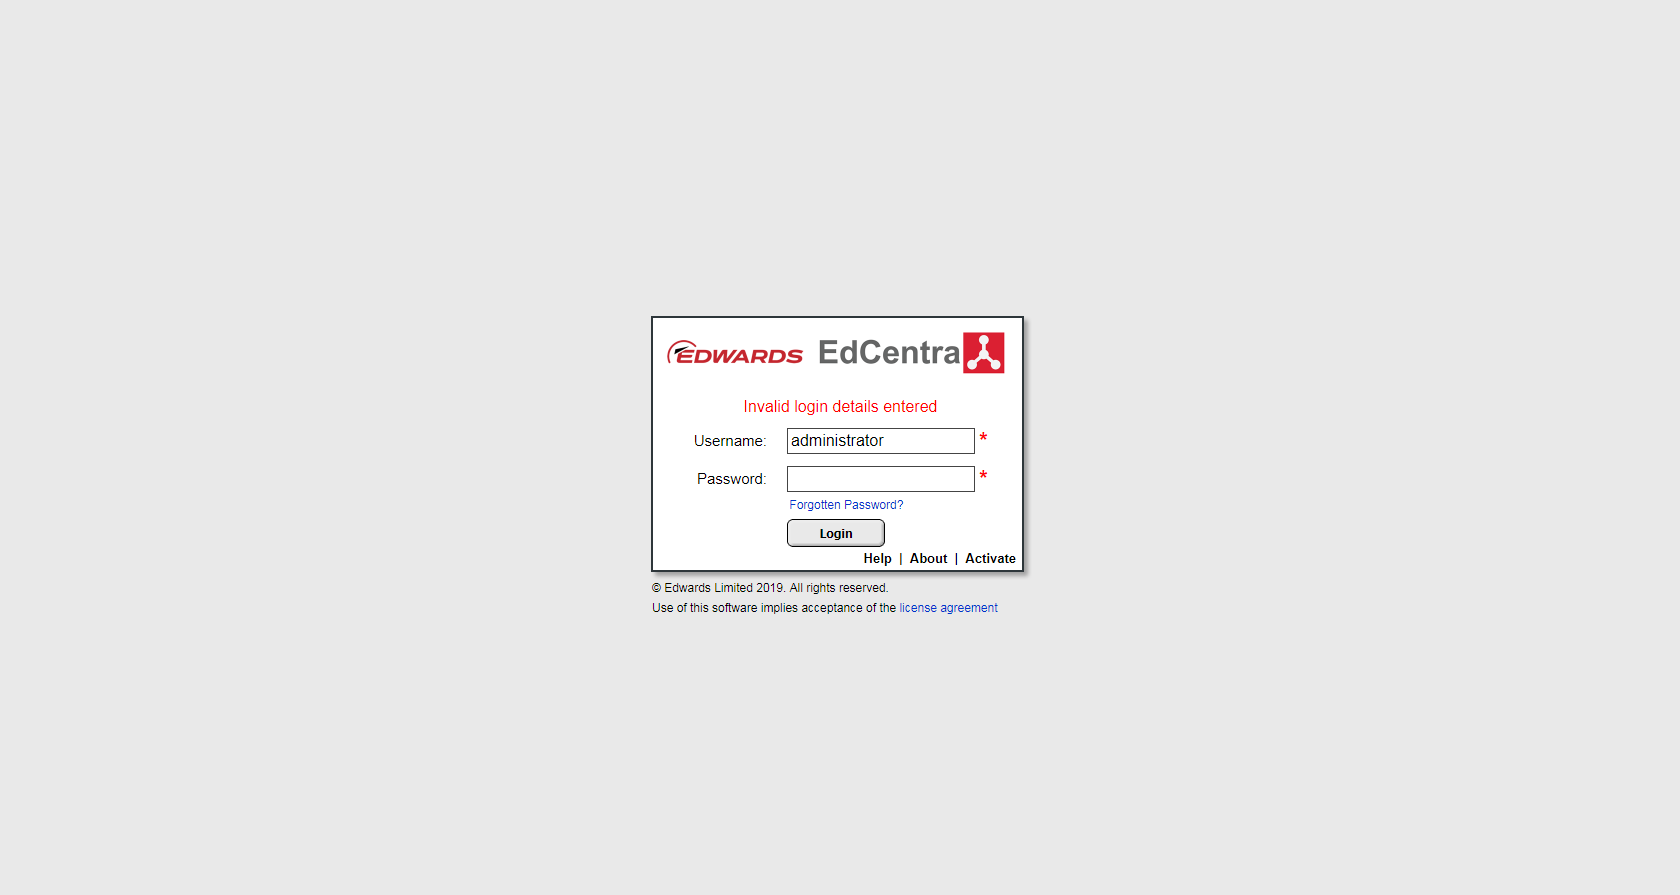 EDWARDS EdCentra
Invalid login details entered
Username: administrator *
Password: *
Forgotten Password?
Login
Help | About | Activate
© Edwards Limited 2019. All rights reserved.
Use of this software implies acceptance of the license agreement